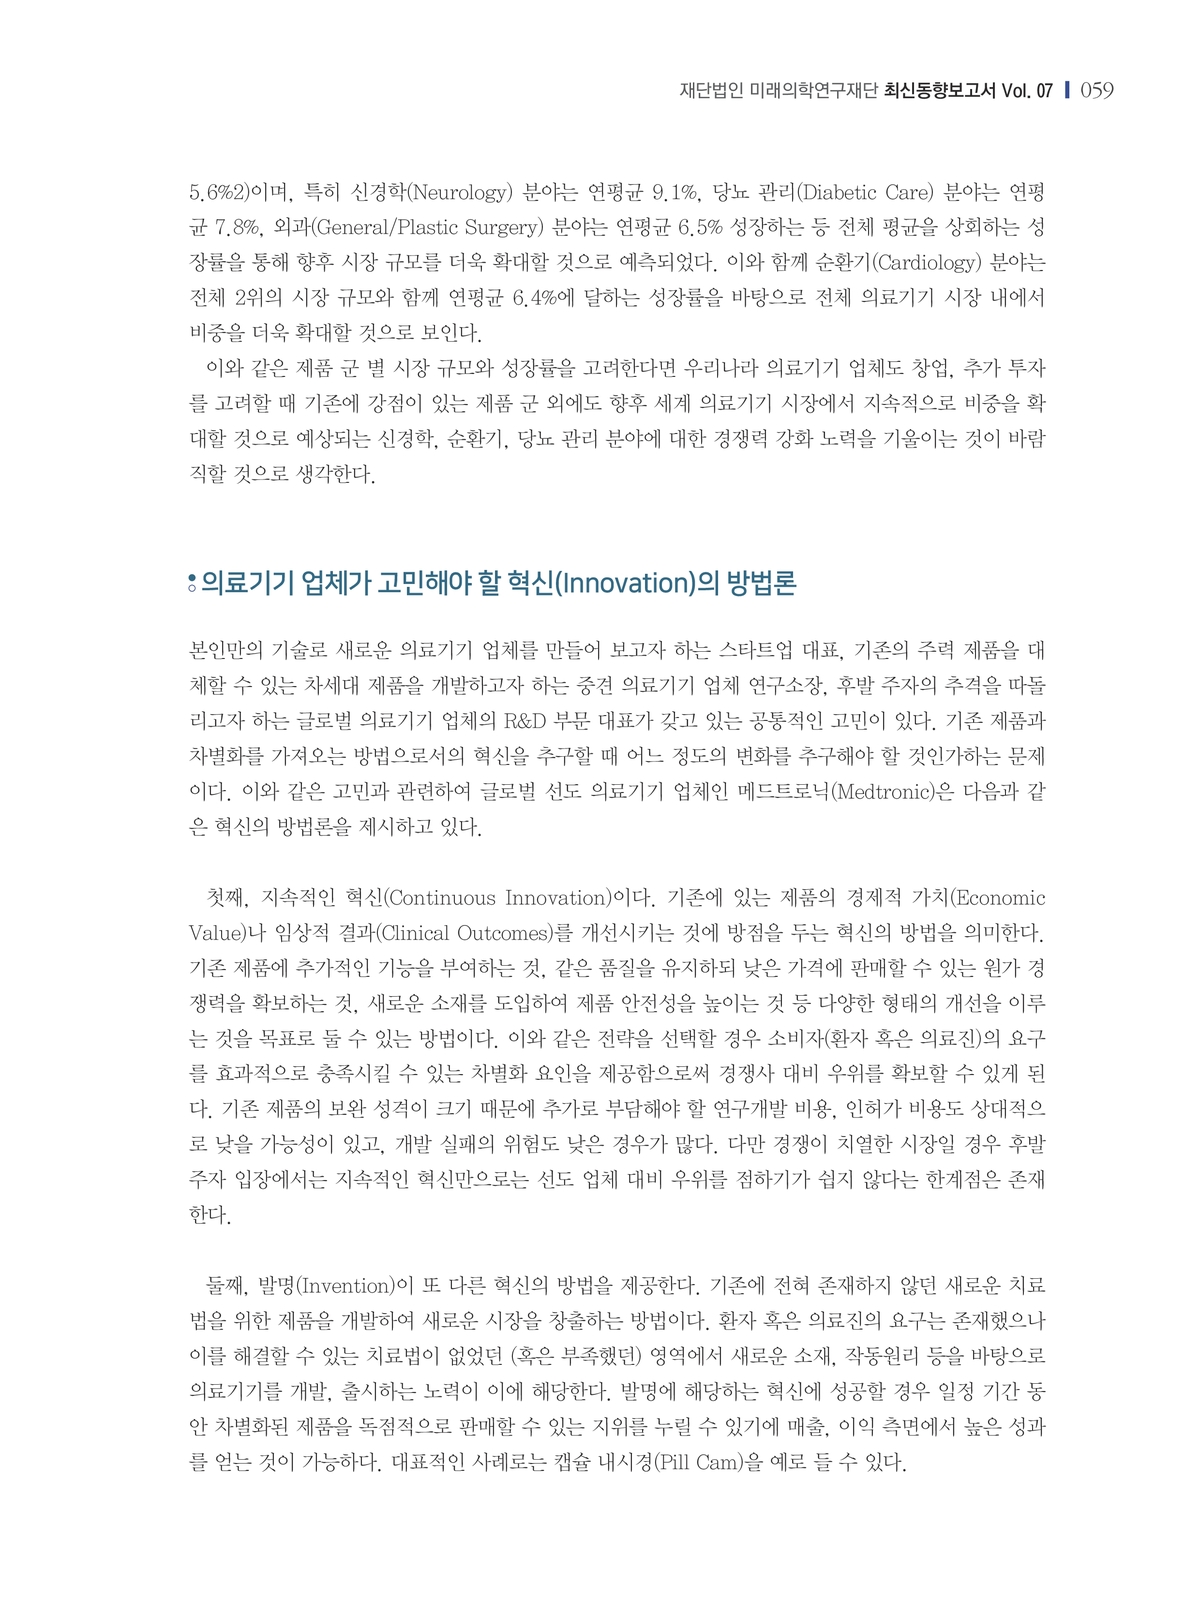 재단법인 미래의학연구재단 최신동향보고서 Vol. 07 059
5.6%2)이며, 특히 신경학(Neurology) 분야는 연평균 9.1%, 당뇨 관리(Diabetic Care) 분야는 연평
균 7.8%, 외과(General/Plastic Surgery) 분야는 연평균 6.5% 성장하는 등 전체 평균을 상회하는 성
장률을 통해 향후 시장 규모를 더욱 확대할 것으로 예측되었다. 이와 함께 순환기(Cardiology) 분야는
전체 2위의 시장 규모와 함께 연평균 6.4%에 달하는 성장률을 바탕으로 전체 의료기기 시장 내에서
비중을 더욱 확대할 것으로 보인다.
이와 같은 제품 군 별 시장 규모와 성장률을 고려한다면 우리나라 의료기기 업체도 창업, 추가 투자
를 고려할 때 기존에 강점이 있는 제품 군 외에도 향후 세계 의료기기 시장에서 지속적으로 비중을 확
대할 것으로 예상되는 신경학, 순환기, 당뇨 관리 분야에 대한 경쟁력 강화 노력을 기울이는 것이 바람
직할 것으로 생각한다.
의료기기 업체가 고민해야 할 혁신(Innovation)의 방법론
본인만의 기술로 새로운 의료기기 업체를 만들어 보고자 하는 스타트업 대표, 기존의 주력 제품을 대
체할 수 있는 차세대 제품을 개발하고자 하는 중견 의료기기 업체 연구소장, 후발 주자의 추격을 따돌
리고자 하는 글로벌 의료기기 업체의 R&D 부문 대표가 갖고 있는 공통적인 고민이 있다. 기존 제품과
차별화를 가져오는 방법으로서의 혁신을 추구할 때 어느 정도의 변화를 추구해야 할 것인가하는 문제
이다. 이와 같은 고민과 관련하여 글로벌 선도 의료기기 업체인 메드트로닉(Medtronic)은 다음과 같
은 혁신의 방법론을 제시하고 있다.
첫째, 지속적인 혁신(Continuous Innovation)이다. 기존에 있는 제품의 경제적 가치(Economic
Value)나 임상적 결과(Clinical Outcomes)를 개선시키는 것에 방점을 두는 혁신의 방법을 의미한다.
기존 제품에 추가적인 기능을 부여하는 것, 같은 품질을 유지하되 낮은 가격에 판매할 수 있는 원가 경
쟁력을 확보하는 것, 새로운 소재를 도입하여 제품 안전성을 높이는 것 등 다양한 형태의 개선을 이루
는 것을 목표로 둘 수 있는 방법이다. 이와 같은 전략을 선택할 경우 소비자(환자 혹은 의료진)의 요구
를 효과적으로 충족시킬 수 있는 차별화 요인을 제공함으로써 경쟁사 대비 우위를 확보할 수 있게 된
다. 기존 제품의 보완 성격이 크기 때문에 추가로 부담해야 할 연구개발 비용, 인허가 비용도 상대적으
로 낮을 가능성이 있고, 개발 실패의 위험도 낮은 경우가 많다. 다만 경쟁이 치열한 시장일 경우 후발
주자 입장에서는 지속적인 혁신만으로는 선도 업체 대비 우위를 점하기가 쉽지 않다는 한계점은 존재
한다.
둘째, 발명(Invention)이 또 다른 혁신의 방법을 제공한다. 기존에 전혀 존재하지 않던 새로운 치료
법을 위한 제품을 개발하여 새로운 시장을 창출하는 방법이다. 환자 혹은 의료진의 요구는 존재했으나
이를 해결할 수 있는 치료법이 없었던 (혹은 부족했던) 영역에서 새로운 소재, 작동원리 등을 바탕으로
의료기기를 개발, 출시하는 노력이 이에 해당한다. 발명에 해당하는 혁신에 성공할 경우 일정 기간 동
안 차별화된 제품을 독점적으로 판매할 수 있는 지위를 누릴 수 있기에 매출, 이익 측면에서 높은 성과
를 얻는 것이 가능하다. 대표적인 사례로는 캡슐 내시경(Pill Cam)을 예로 들 수 있다.